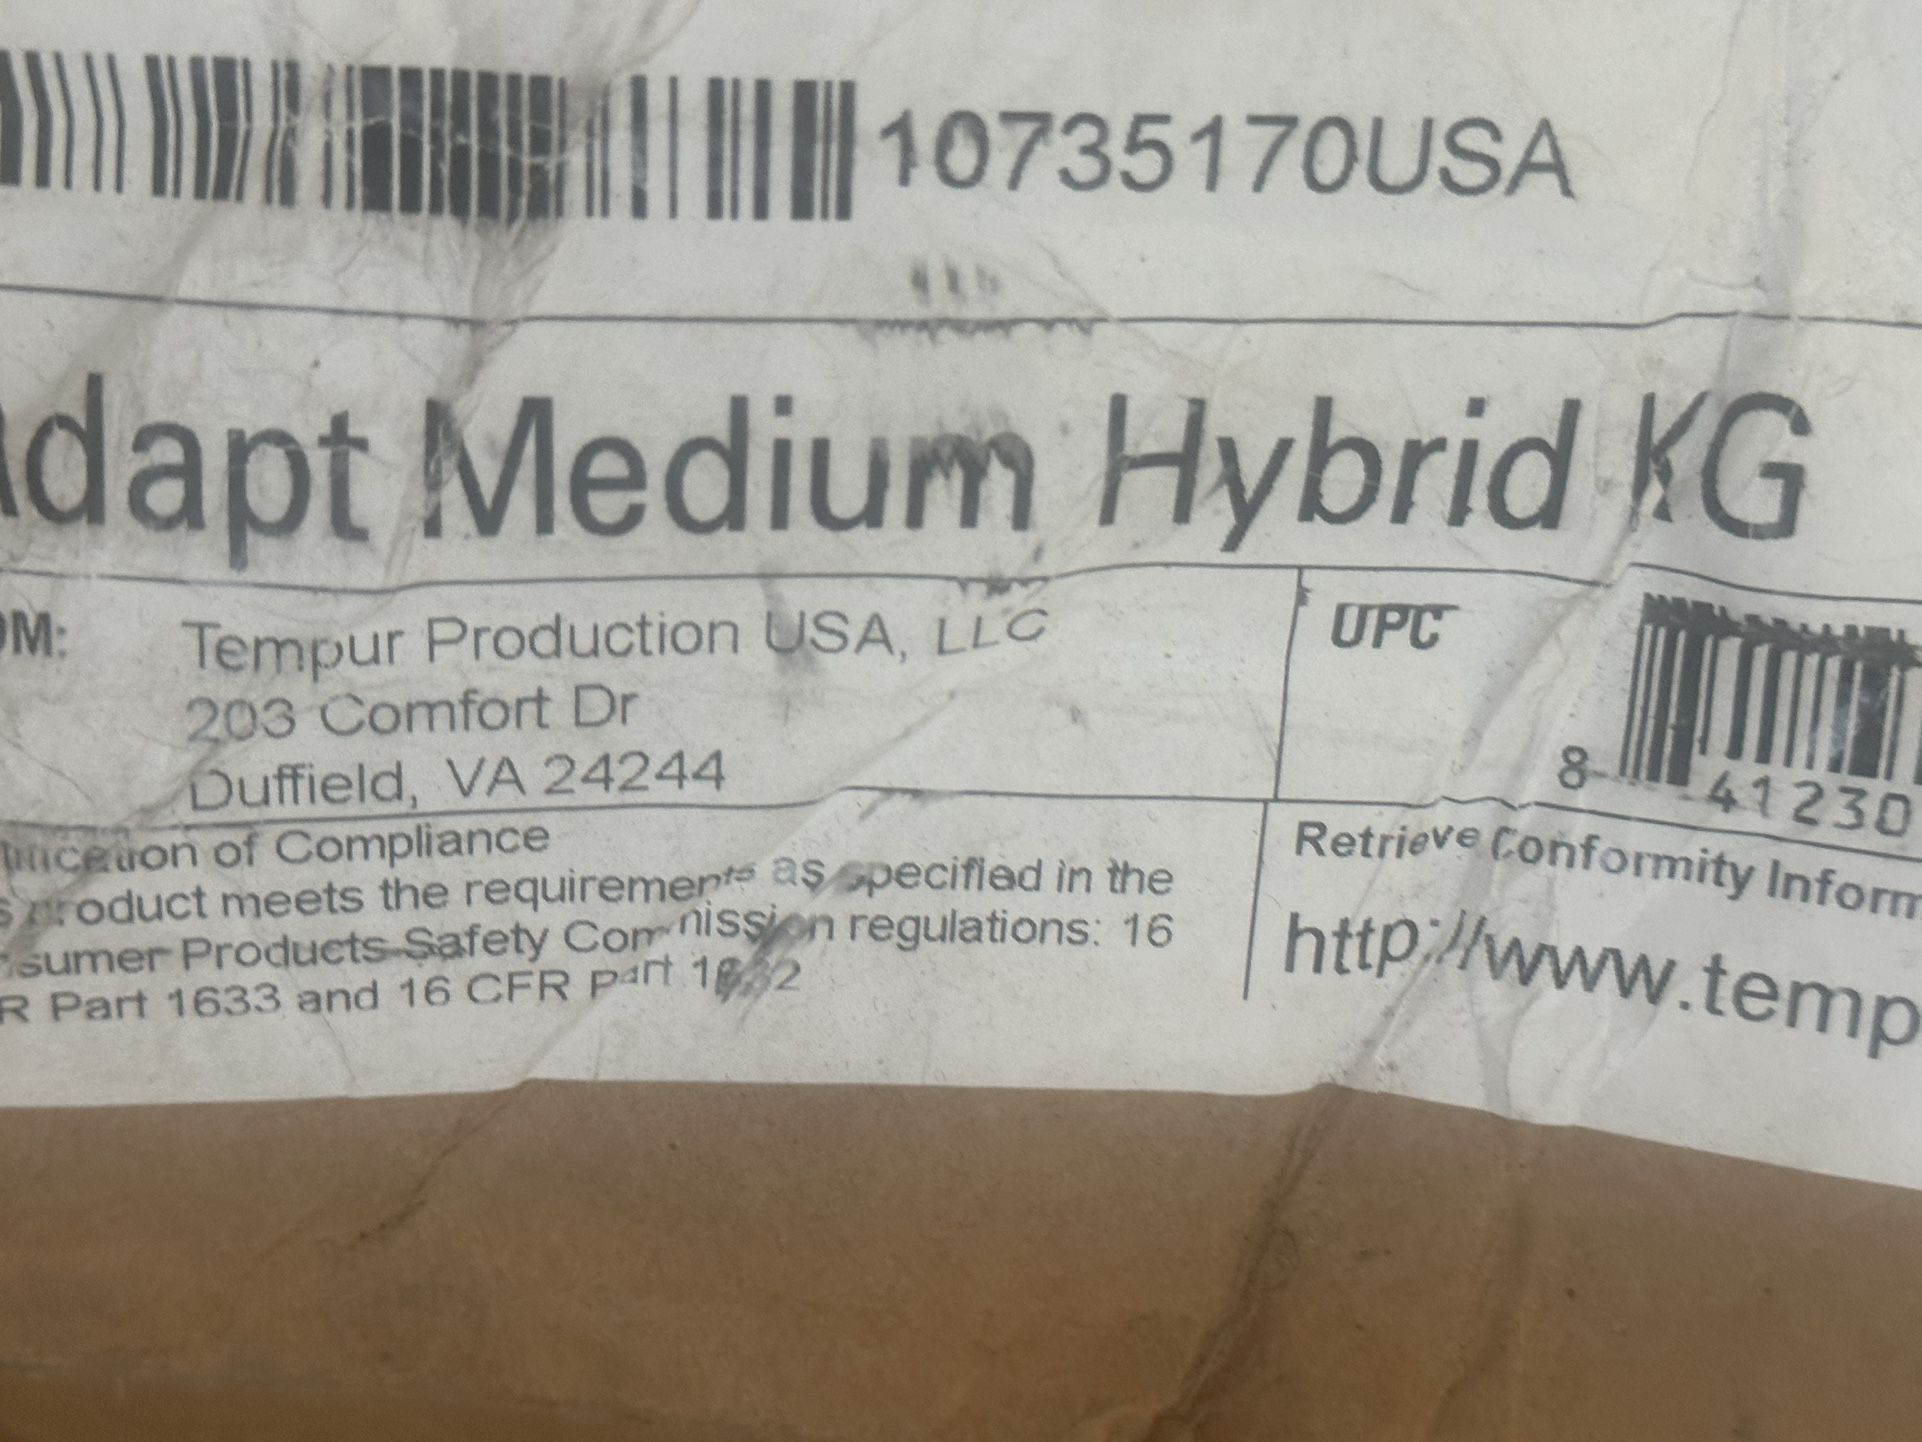 10735170USA
Adapt Medium Hybrid KG
OM:
Tempur Production USA, LLC
203 Comfort Dr
Duffield, VA 24244
UPC
8 41230
of Compliance
product meets the requirements as specified in the
sumer Products Safety Commission regulations: 16
R Part 1633 and 16 CFR Part
Retrieve Conformity Inform
http://www.temp